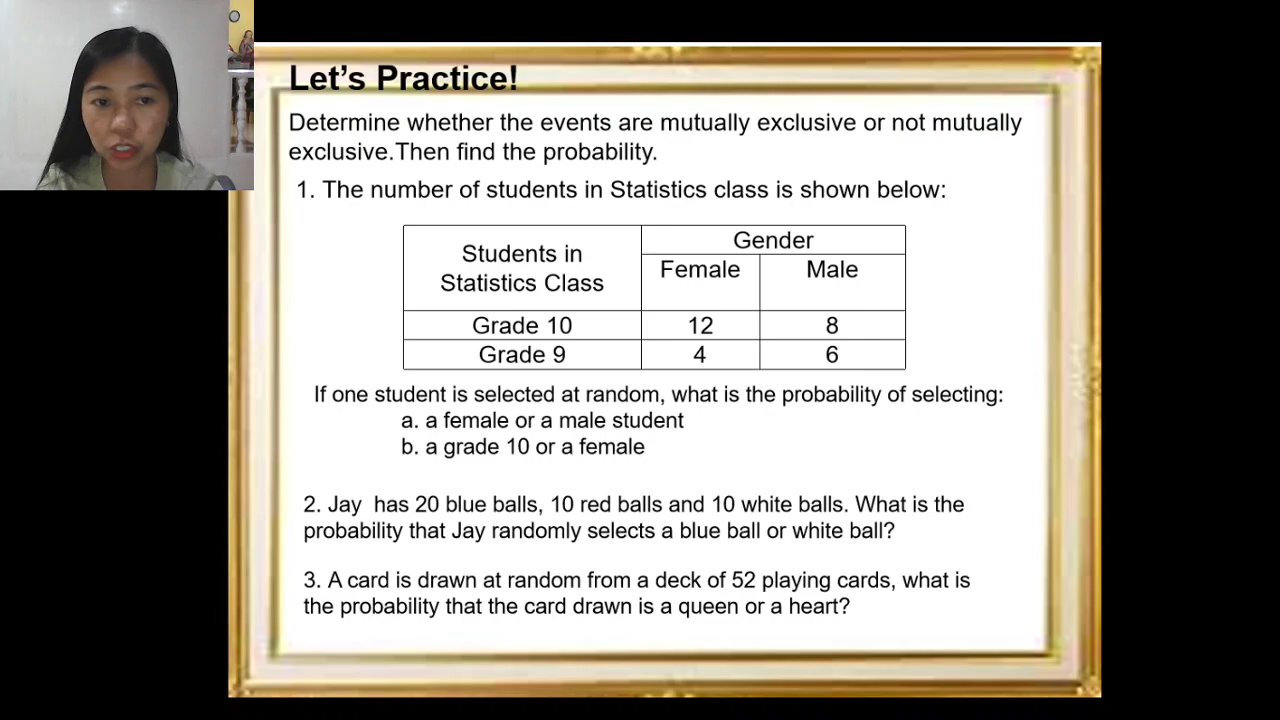 Let's Practice!
Determine whether the events are mutually exclusive or not mutually
exclusive.Then find the probability.
1. The number of students in Statistics class is shown below:
Students in
Statistics Class
Gender
Female Male
Grade 10 12 8
Grade 9 4 6
If one student is selected at random, what is the probability of selecting:
a. a female or a male student
b. a grade 10 or a female
2. Jay has 20 blue balls, 10 red balls and 10 white balls. What is the
probability that Jay randomly selects a blue ball or white ball?
3. A card is drawn at random from a deck of 52 playing cards, what is
the probability that the card drawn is a queen or a heart?